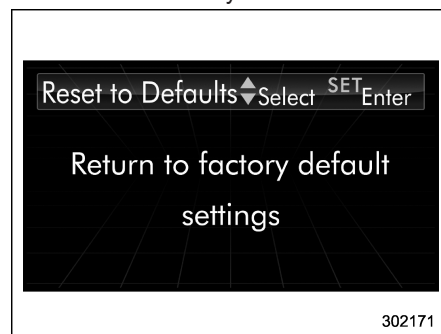 Reset to Defaults Select SET Enter
Return to factory default
settings
302171